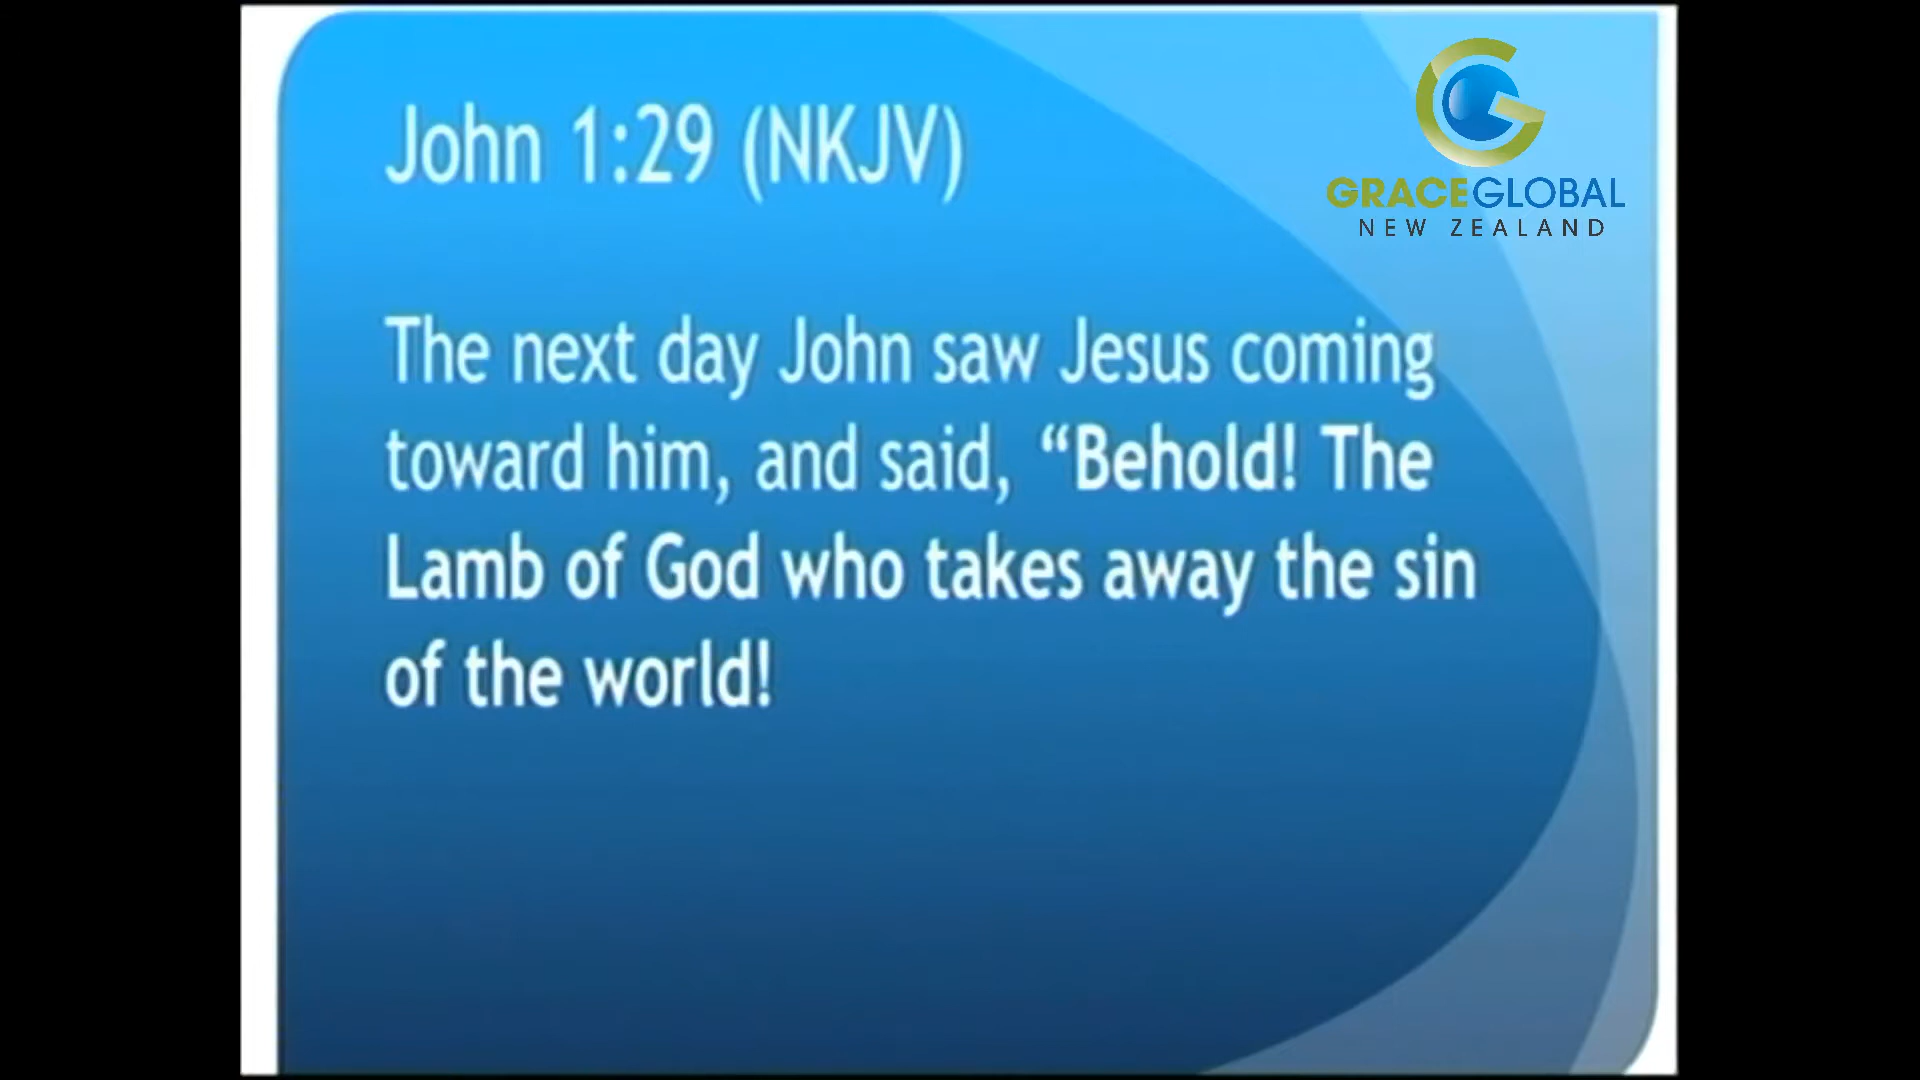 John 1:29 (NKJV)
GRACEGLOBAL
NEW ZEALAND
The next day John saw Jesus coming
toward him, and said, “Behold! The
Lamb of God who takes away the sin
of the world!